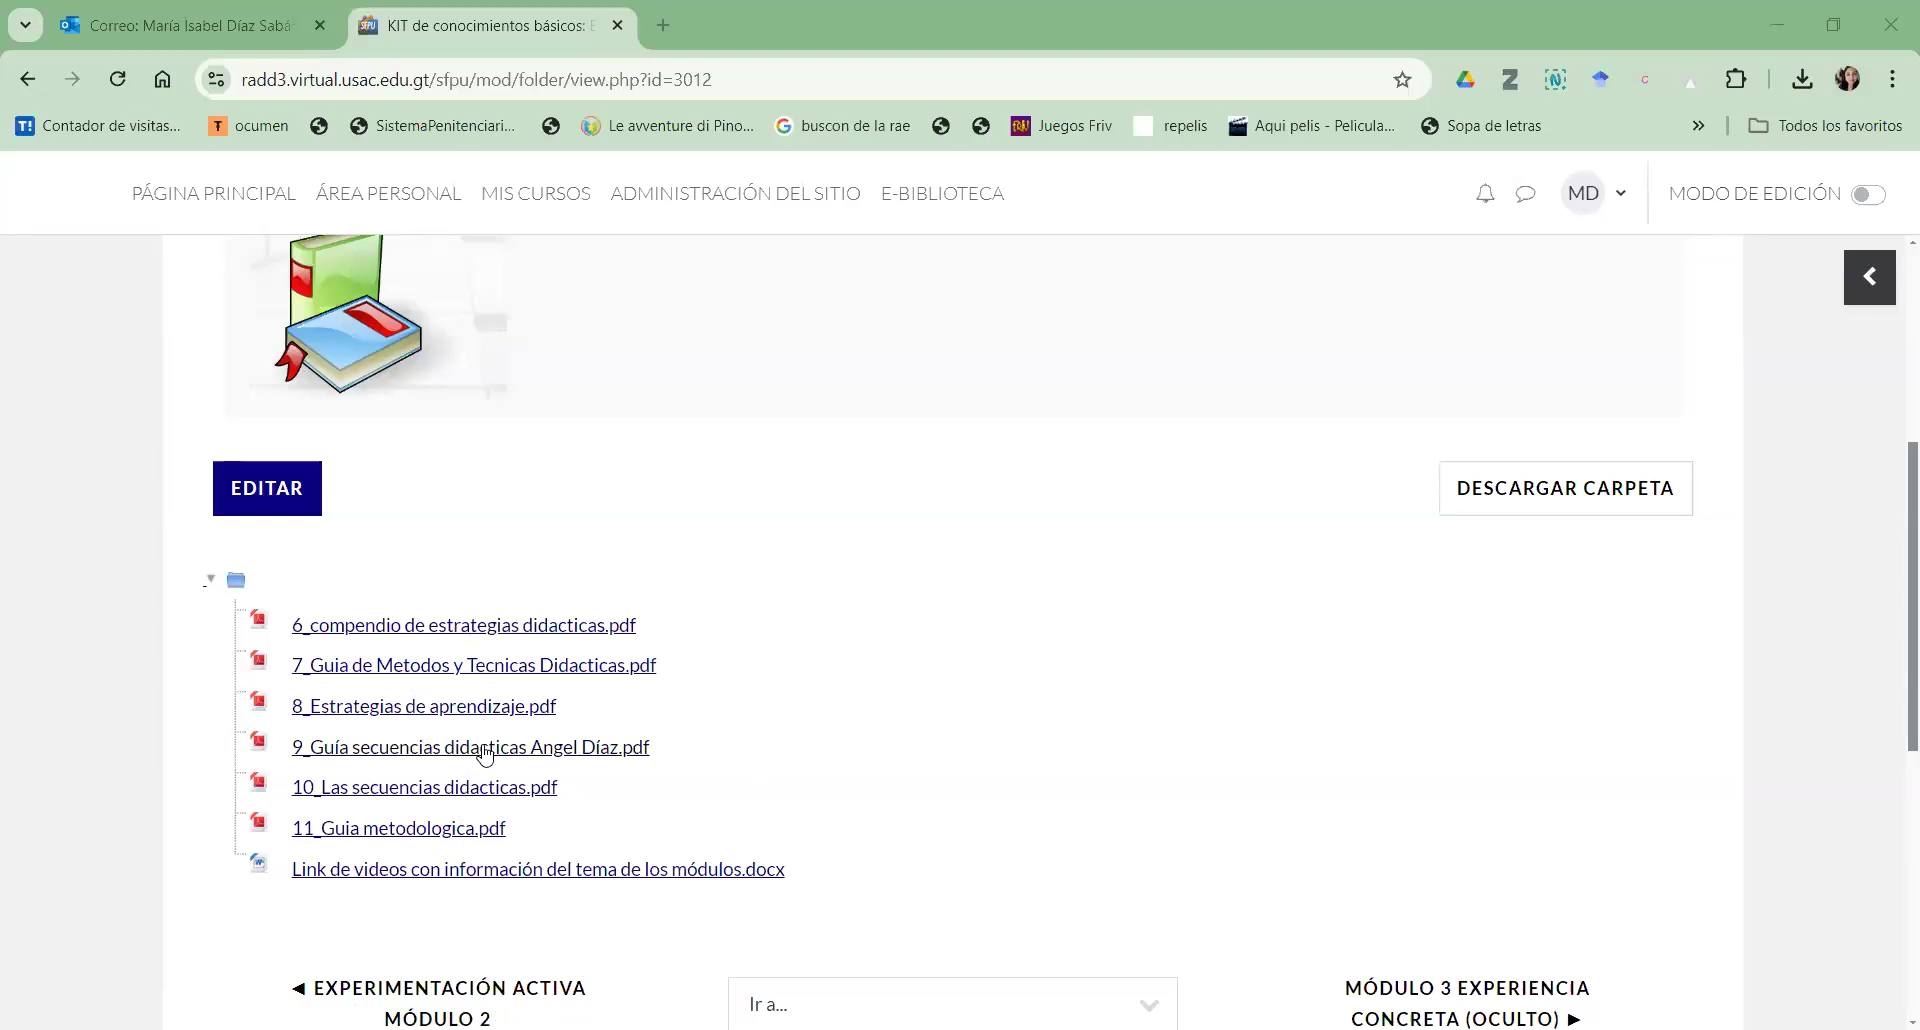 Correo: María Isabel Díaz Sabá
KIT de conocimientos básicos: E
radd3.virtual.usac.edu.gt/sfpu/mod/folder/view.php?id=3012
Contador de visitas...
ocumen
SistemaPenitenciari...
Le avventure di Pino...
buscon de la rae
Juegos Friv
repelis
Aqui pelis - Pelicula...
Sopa de letras
Todos los favoritos
PÁGINA PRINCIPAL ÁREA PERSONAL MIS CURSOS ADMINISTRACIÓN DEL SITIO E-BIBLIOTECA
MD
MODO DE EDICIÓN
EDITAR
DESCARGAR CARPETA
6_compendio de estrategias didacticas.pdf
7_Guia de Metodos y Tecnicas Didacticas.pdf
8_Estrategias de aprendizaje.pdf
9_Guía secuencias didacticas Angel Díaz.pdf
10_Las secuencias didacticas.pdf
11_Guia metodologica.pdf
Link de videos con información del tema de los módulos.docx
◄ EXPERIMENTACIÓN ACTIVA
MÓDULO 2
Ir a...
MÓDULO 3 EXPERIENCIA
CONCRETA (OCULTO) ►